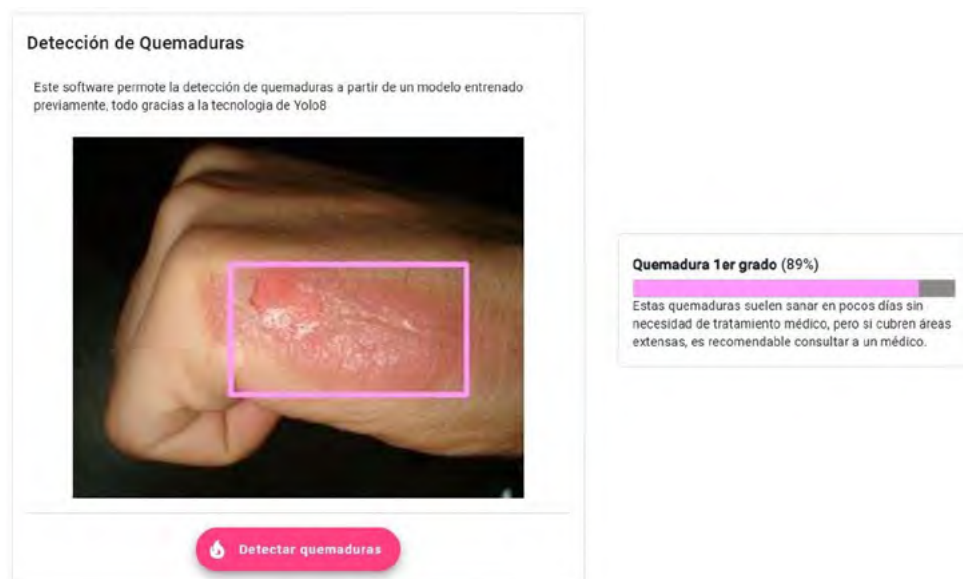 Detección de Quemaduras
Este software permote la detección de quemaduras a partir de un modelo entrenado
previamente, todo gracias a la tecnologia de Yolo8
Quemadura 1er grado (89%)
Estas quemaduras suelen sanar en pocos días sin
necesidad de tratamiento médico, pero si cubren áreas
extensas, es recomendable consultar a un médico.
Detectar quemaduras